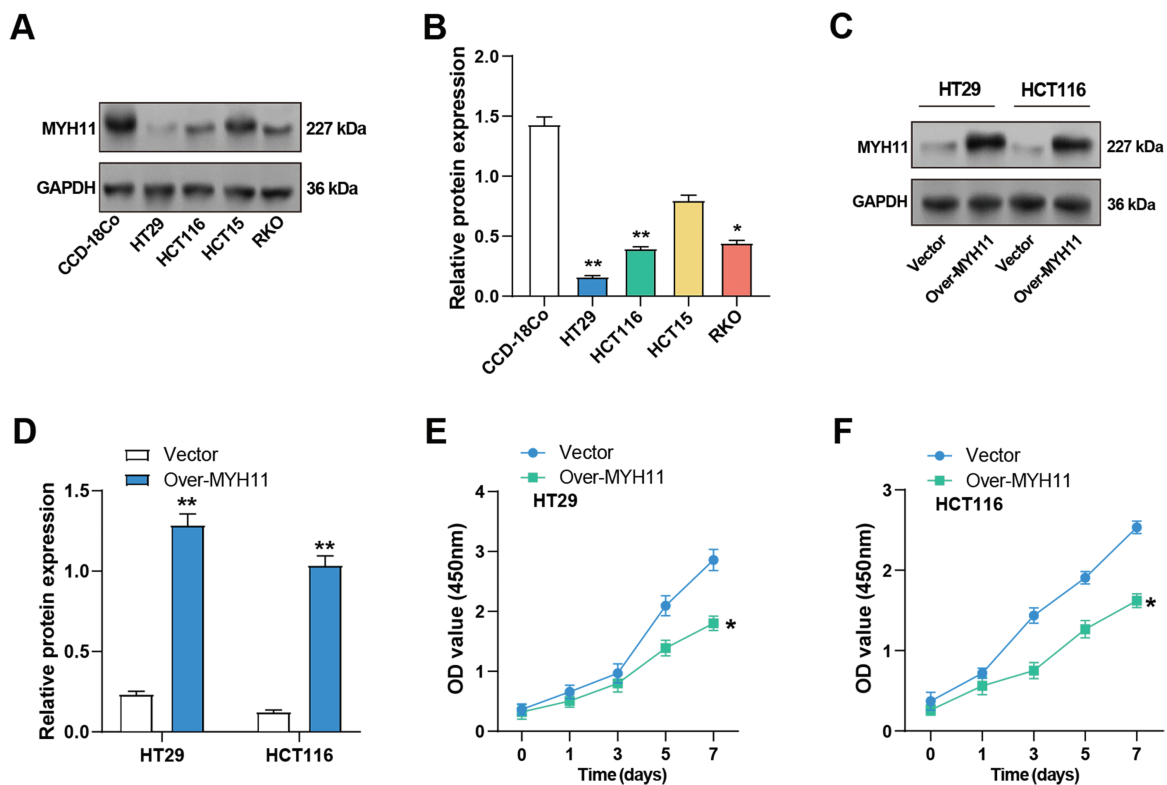 A
MYH11
227 kDa
GAPDH
36 kDa
CCD-18Co
HT29
HCT116
HCT15
RKO
B
Relative protein expression
2.0
1.5
1.0
0.5
0.0
**
**
*
CCD-18Co
HT29
HCT116
HCT15
RKO
C
HT29
HCT116
MYH11
227 kDa
GAPDH
36 kDa
Vector
Over-MYH11
Vector
Over-MYH11
D
Vector
Over-MYH11
Relative protein expression
1.5
1.0
0.5
0.0
**
**
HT29
HCT116
E
Vector
Over-MYH11
HT29
OD value (450nm)
4
3
2
1
0
*
0
1
3
5
7
Time (days)
F
Vector
Over-MYH11
HCT116
OD value (450nm)
3
2
1
0
*
0
1
3
5
7
Time (days)